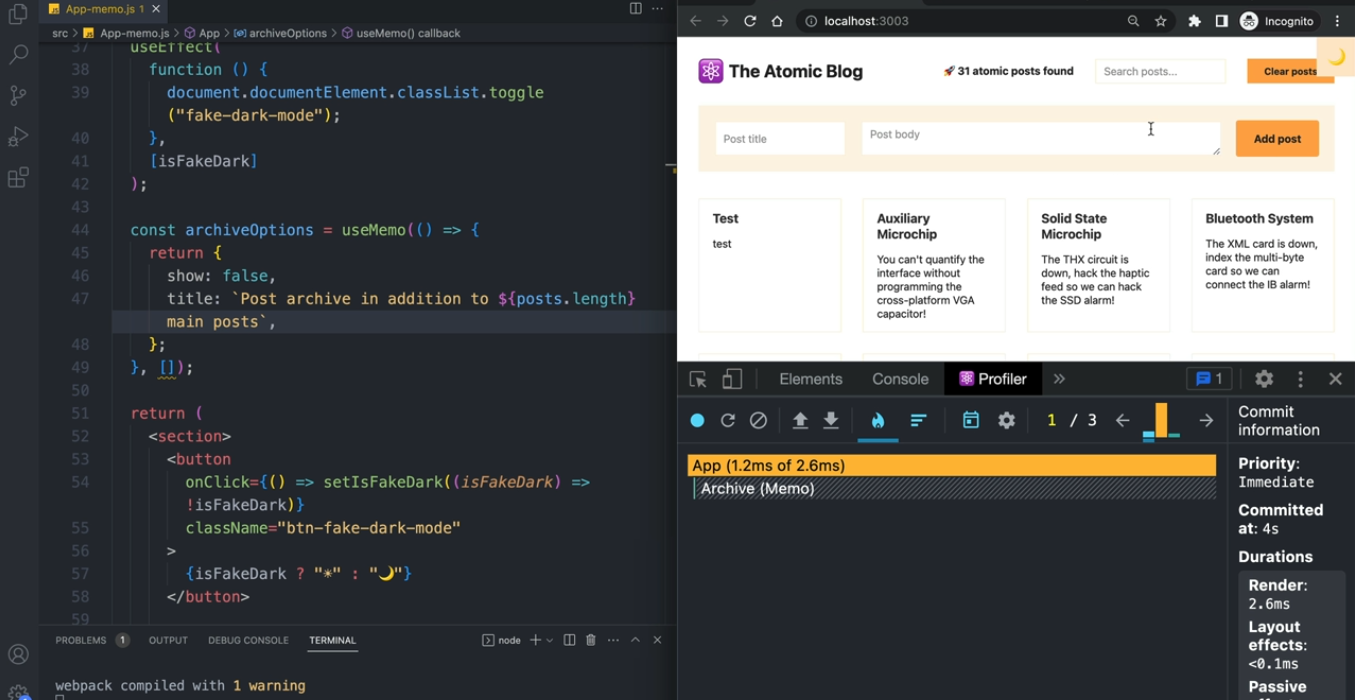 App-memo.js 1
src > App-memo.js > App > archiveOptions > useMemo() callback
37 useEffect(
38 function () {
39 document.documentElement.classList.toggle
("fake-dark-mode");
40 },
41 [isFakeDark]
42 );
43
44 const archiveOptions = useMemo(() => {
45 return {
46 show: false,
47 title: `Post archive in addition to ${posts.length}
main posts`,
48 };
49 }, []);
50
51 return (
52 <section>
53 <button
54 onClick={() => setIsFakeDark((isFakeDark) =>
!isFakeDark)}
55 className="btn-fake-dark-mode"
56 >
57 {isFakeDark ? "☀️" : "🌙"}
58 </button>
59
PROBLEMS 1 OUTPUT DEBUG CONSOLE TERMINAL
node
webpack compiled with 1 warning
localhost:3003
Incognito
The Atomic Blog
🚀 31 atomic posts found
Search posts...
Clear posts
Post title
Post body
Add post
Test
test
Auxiliary
Microchip
You can't quantify the
interface without
programming the
cross-platform VGA
capacitor!
Solid State
Microchip
The THX circuit is
down, hack the haptic
feed so we can hack
the SSD alarm!
Bluetooth System
The XML card is down,
index the multi-byte
card so we can
connect the IB alarm!
Elements Console Profiler » 1
1 / 3
App (1.2ms of 2.6ms)
Archive (Memo)
Commit
information
Priority:
Immediate
Committed
at: 4s
Durations
Render:
2.6ms
Layout
effects:
<0.1ms
Passive